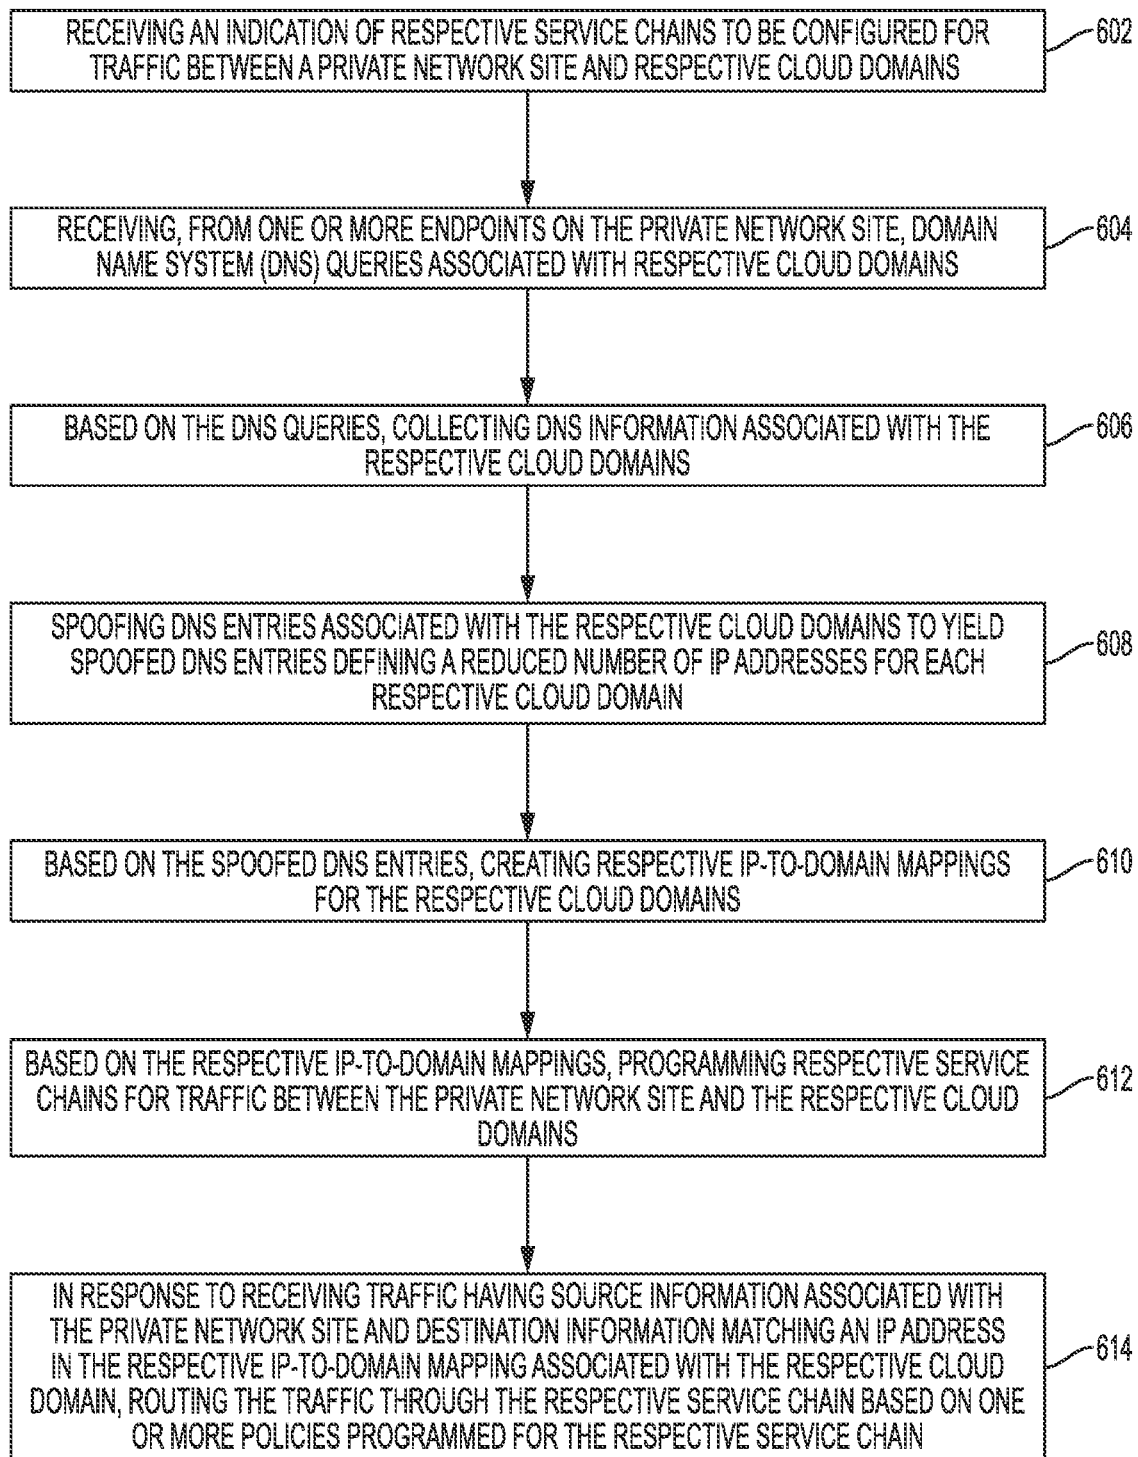 RECEIVING AN INDICATION OF RESPECTIVE SERVICE CHAINS TO BE CONFIGURED FOR
TRAFFIC BETWEEN A PRIVATE NETWORK SITE AND RESPECTIVE CLOUD DOMAINS
602
RECEIVING, FROM ONE OR MORE ENDPOINTS ON THE PRIVATE NETWORK SITE, DOMAIN
NAME SYSTEM (DNS) QUERIES ASSOCIATED WITH RESPECTIVE CLOUD DOMAINS
604
BASED ON THE DNS QUERIES, COLLECTING DNS INFORMATION ASSOCIATED WITH THE
RESPECTIVE CLOUD DOMAINS
606
SPOOFING DNS ENTRIES ASSOCIATED WITH THE RESPECTIVE CLOUD DOMAINS TO YIELD
SPOOFED DNS ENTRIES DEFINING A REDUCED NUMBER OF IP ADDRESSES FOR EACH
RESPECTIVE CLOUD DOMAIN
608
BASED ON THE SPOOFED DNS ENTRIES, CREATING RESPECTIVE IP-TO-DOMAIN MAPPINGS
FOR THE RESPECTIVE CLOUD DOMAINS
610
BASED ON THE RESPECTIVE IP-TO-DOMAIN MAPPINGS, PROGRAMMING RESPECTIVE SERVICE
CHAINS FOR TRAFFIC BETWEEN THE PRIVATE NETWORK SITE AND THE RESPECTIVE CLOUD
DOMAINS
612
IN RESPONSE TO RECEIVING TRAFFIC HAVING SOURCE INFORMATION ASSOCIATED WITH
THE PRIVATE NETWORK SITE AND DESTINATION INFORMATION MATCHING AN IP ADDRESS
IN THE RESPECTIVE IP-TO-DOMAIN MAPPING ASSOCIATED WITH THE RESPECTIVE CLOUD
DOMAIN, ROUTING THE TRAFFIC THROUGH THE RESPECTIVE SERVICE CHAIN BASED ON ONE
OR MORE POLICIES PROGRAMMED FOR THE RESPECTIVE SERVICE CHAIN
614